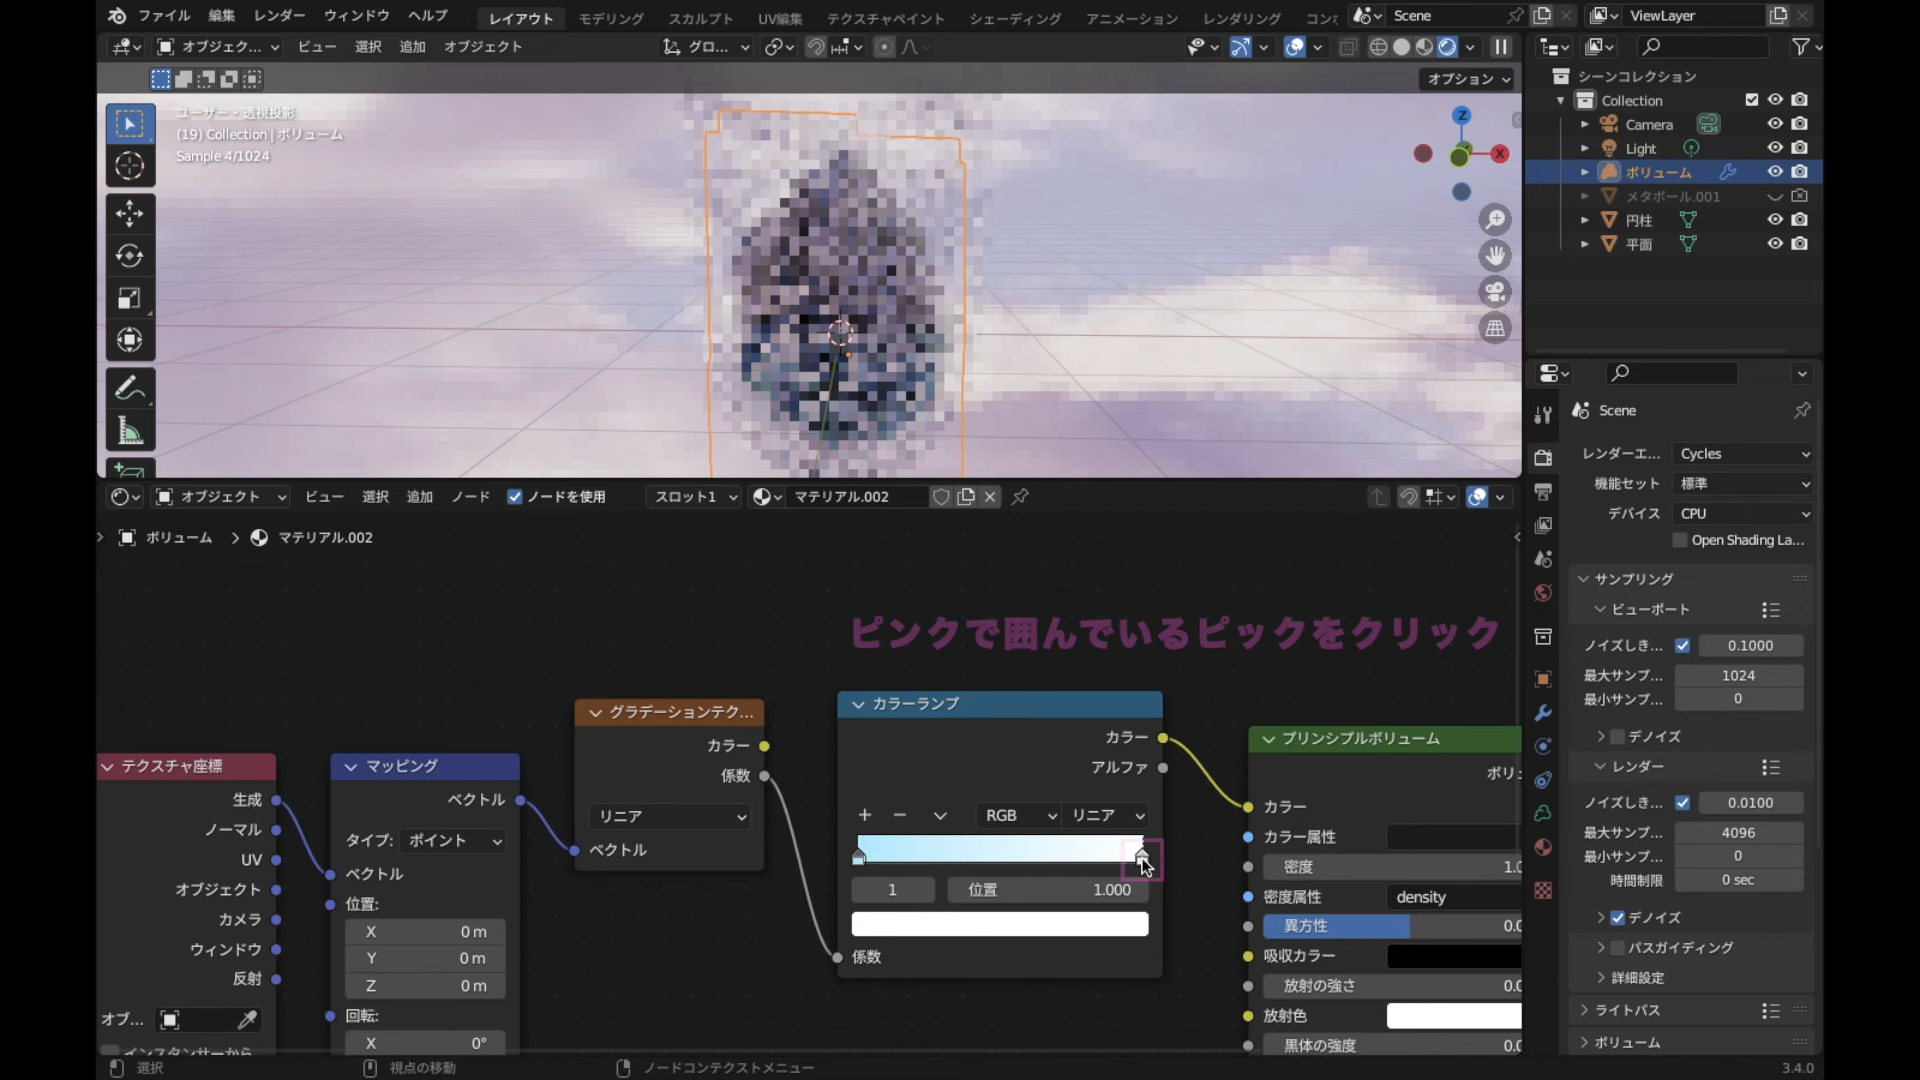 ファイル 編集 レンダー ウィンドウ ヘルプ レイアウト モデリング スカルプト UV編集 テクスチャペイント シェーディング アニメーション レンダリング Scene ViewLayer
オブジェク... ビュー 選択 追加 オブジェクト グロ...
オプション
ユーザー・透視投影
(19) Collection | ボリューム
Sample 4/1024
Z
X
シーンコレクション
Collection
Camera
Light
ボリューム
メタボール.001
円柱
平面
オブジェクト ビュー 選択 追加 ノード ノードを使用 スロット1 マテリアル.002
ボリューム > マテリアル.002
ピンクで囲んでいるピックをクリック
テクスチャ座標
生成
ノーマル
UV
オブジェクト
カメラ
ウィンドウ
反射
オブ...
インスタンサーから
マッピング
ベクトル
タイプ: ポイント
ベクトル
位置:
X 0 m
Y 0 m
Z 0 m
回転:
X 0°
グラデーションテク...
カラー
係数
リニア
ベクトル
カラーランプ
カラー
アルファ
+ − RGB リニア
1 位置 1.000
係数
プリンシプルボリューム
カラー
カラー属性
密度
密度属性 density
異方性
吸収カラー
放射の強さ
放射色
黒体の強度
Scene
レンダーエ... Cycles
機能セット 標準
デバイス CPU
Open Shading La...
サンプリング
ビューポート
ノイズしき... 0.1000
最大サンプ... 1024
最小サンプ... 0
デノイズ
レンダー
ノイズしき... 0.0100
最大サンプ... 4096
最小サンプ... 0
時間制限 0 sec
デノイズ
パスガイディング
詳細設定
ライトパス
ボリューム
選択 視点の移動 ノードコンテクストメニュー 3.4.0